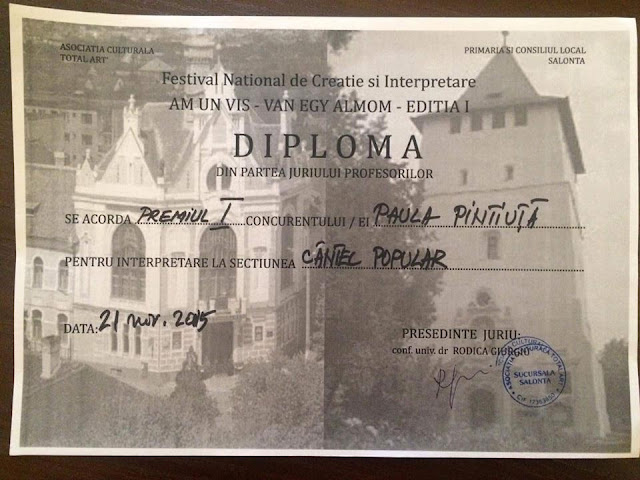 ASOCIATIA CULTURALA
TOTAL ART'
PRIMARIA SI CONSILIUL LOCAL
SALONTA
Festival National de Creatie si Interpretare
AM UN VIS - VAN EGY ALMOM - EDITIA I
DIPLOMA
DIN PARTEA JURIULUI PROFESORILOR
SE ACORDA PREMIUL I CONCURENTULUI / EI PAULA PINTIUȚĂ
PENTRU INTERPRETARE LA SECTIUNEA CÂNTEC POPULAR
DATA: 21 nov. 2015
PRESEDINTE JURIU:
conf. univ. dr RODICA GIURGIU
SUCURSALA
SALONTA